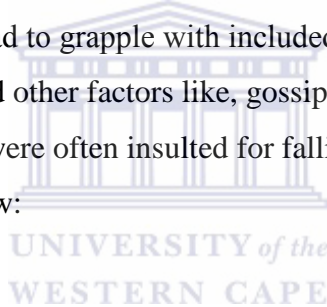 ad to grapple with included
d other factors like, gossip
were often insulted for falli
w:
UNIVERSITY of the
WESTERN CAPE